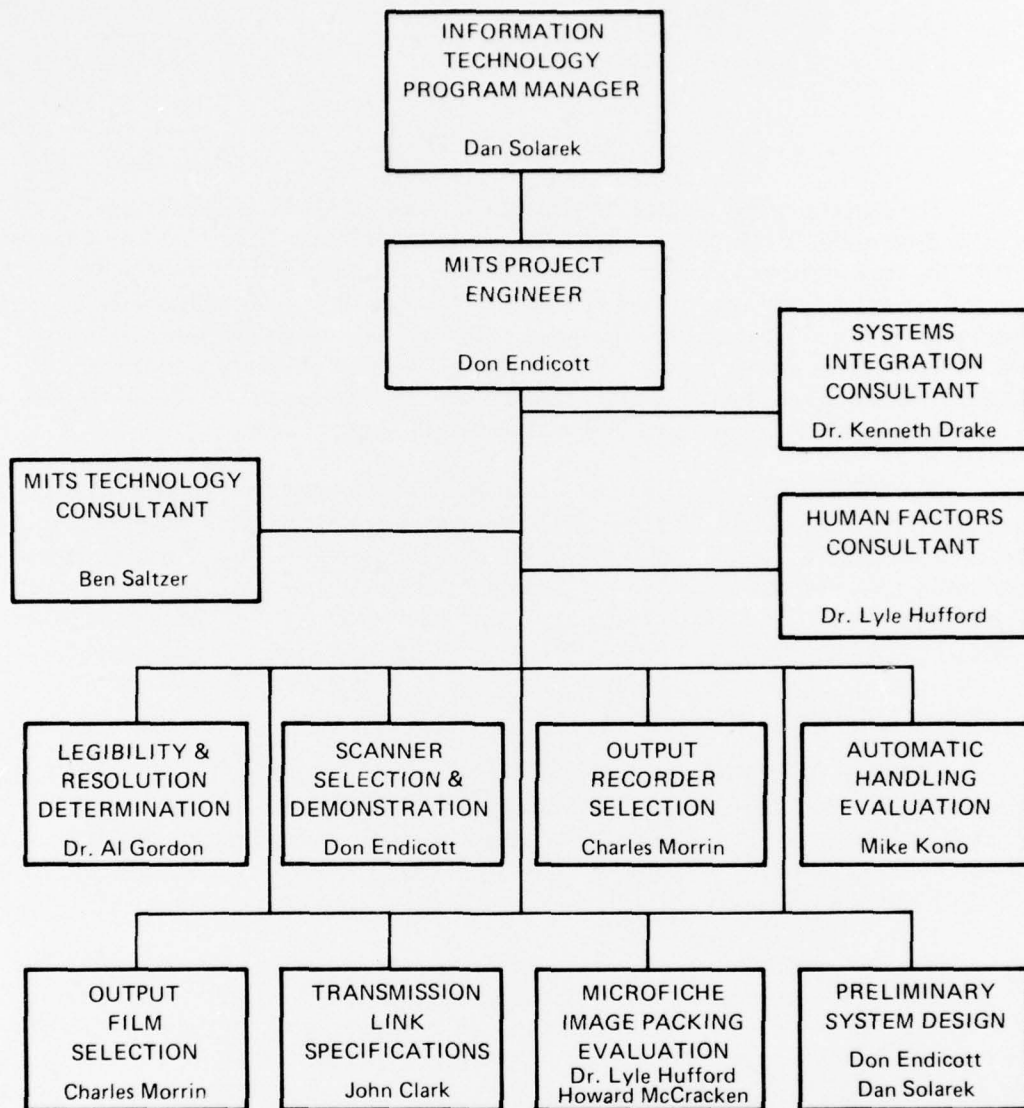 INFORMATION
TECHNOLOGY
PROGRAM MANAGER
Dan Solarek
MITS PROJECT
ENGINEER
Don Endicott
SYSTEMS
INTEGRATION
CONSULTANT
Dr. Kenneth Drake
MITS TECHNOLOGY
CONSULTANT
Ben Saltzer
HUMAN FACTORS
CONSULTANT
Dr. Lyle Hufford
LEGIBILITY &
RESOLUTION
DETERMINATION
Dr. Al Gordon
SCANNER
SELECTION &
DEMONSTRATION
Don Endicott
OUTPUT
RECORDER
SELECTION
Charles Morrin
AUTOMATIC
HANDLING
EVALUATION
Mike Kono
OUTPUT
FILM
SELECTION
Charles Morrin
TRANSMISSION
LINK
SPECIFICATIONS
John Clark
MICROFICHE
IMAGE PACKING
EVALUATION
Dr. Lyle Hufford
Howard McCracken
PRELIMINARY
SYSTEM DESIGN
Don Endicott
Dan Solarek